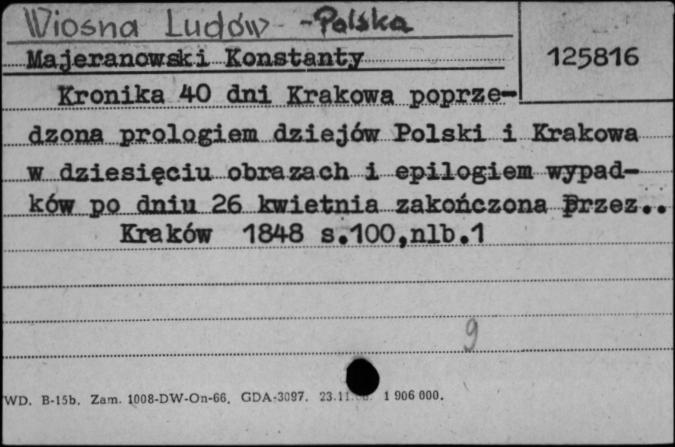 Wiosna Ludów - Polska
Majeranowski Konstanty
125816
Kronika 40 dni Krakowa poprze-
dzona prologiem dziejów Polski i Krakowa
w dziesięciu obrazach i epilogiem wypad-
ków po dniu 26 kwietnia zakończona przez..
Kraków 1848 s.100,nlb.1
9
WD. B-15b. Zam. 1008-DW-On-66. GDA-3097. 23.11. 1 906 000.